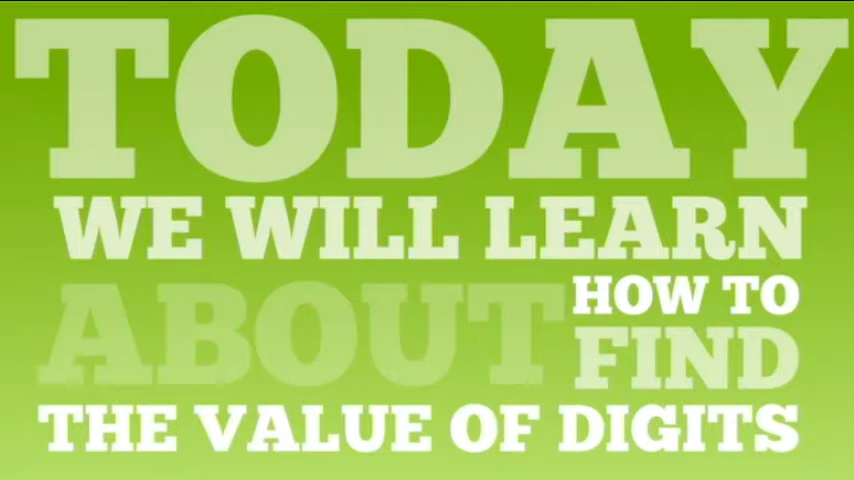 TODAY
WE WILL LEARN
ABOUT
HOW TO
FIND
THE VALUE OF DIGITS